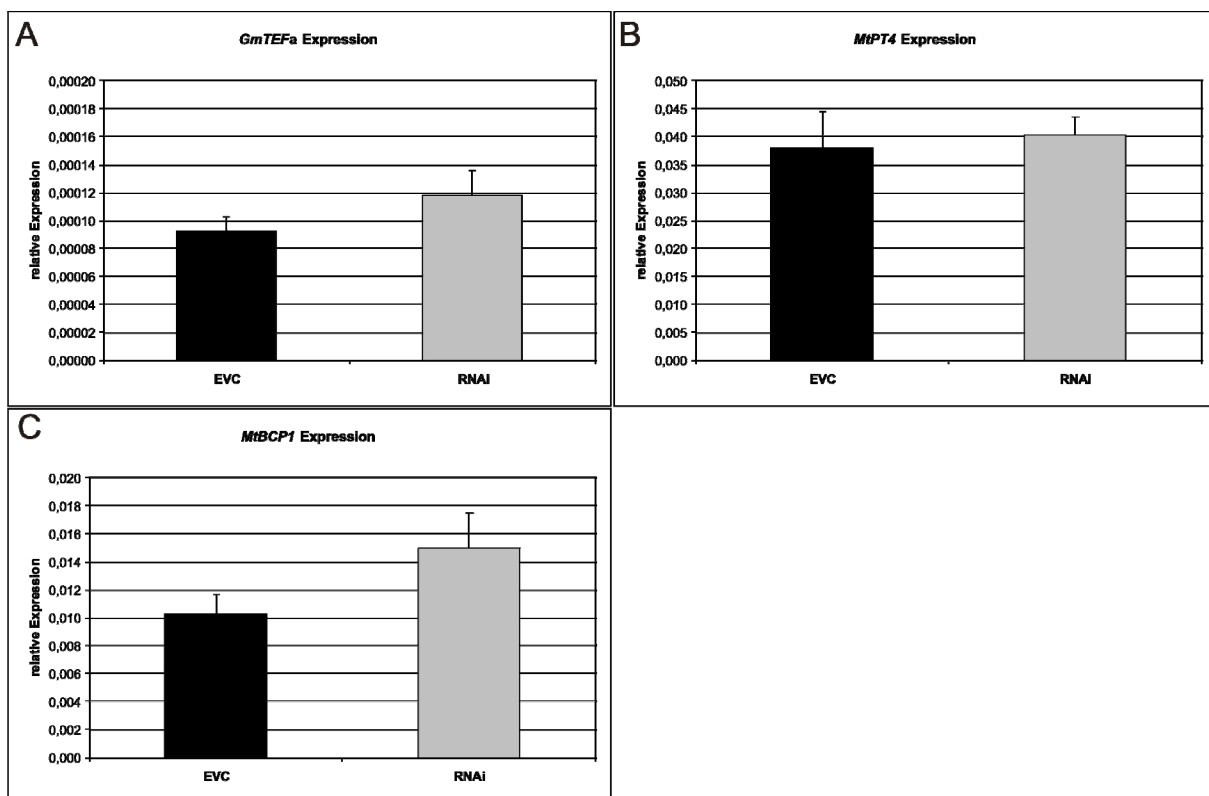 A
GmTEFa Expression
relative Expression
0,00020
0,00018
0,00016
0,00014
0,00012
0,00010
0,00008
0,00006
0,00004
0,00002
0,00000
EVC RNAi
B
MtPT4 Expression
relative Expression
0,050
0,045
0,040
0,035
0,030
0,025
0,020
0,015
0,010
0,005
0,000
EVC RNAi
C
MtBCP1 Expression
relative Expression
0,020
0,018
0,016
0,014
0,012
0,010
0,008
0,006
0,004
0,002
0,000
EVC RNAi